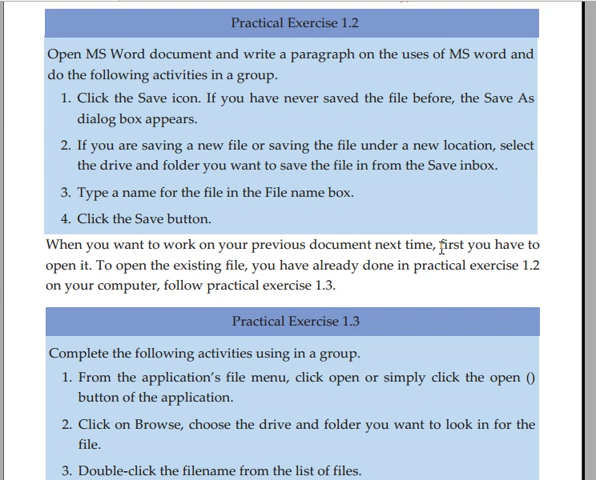 Practical Exercise 1.2
Open MS Word document and write a paragraph on the uses of MS word and
do the following activities in a group.
1. Click the Save icon. If you have never saved the file before, the Save As
dialog box appears.
2. If you are saving a new file or saving the file under a new location, select
the drive and folder you want to save the file in from the Save inbox.
3. Type a name for the file in the File name box.
4. Click the Save button.
When you want to work on your previous document next time, first you have to
open it. To open the existing file, you have already done in practical exercise 1.2
on your computer, follow practical exercise 1.3.
Practical Exercise 1.3
Complete the following activities using in a group.
1. From the application's file menu, click open or simply click the open ()
button of the application.
2. Click on Browse, choose the drive and folder you want to look in for the
file.
3. Double-click the filename from the list of files.